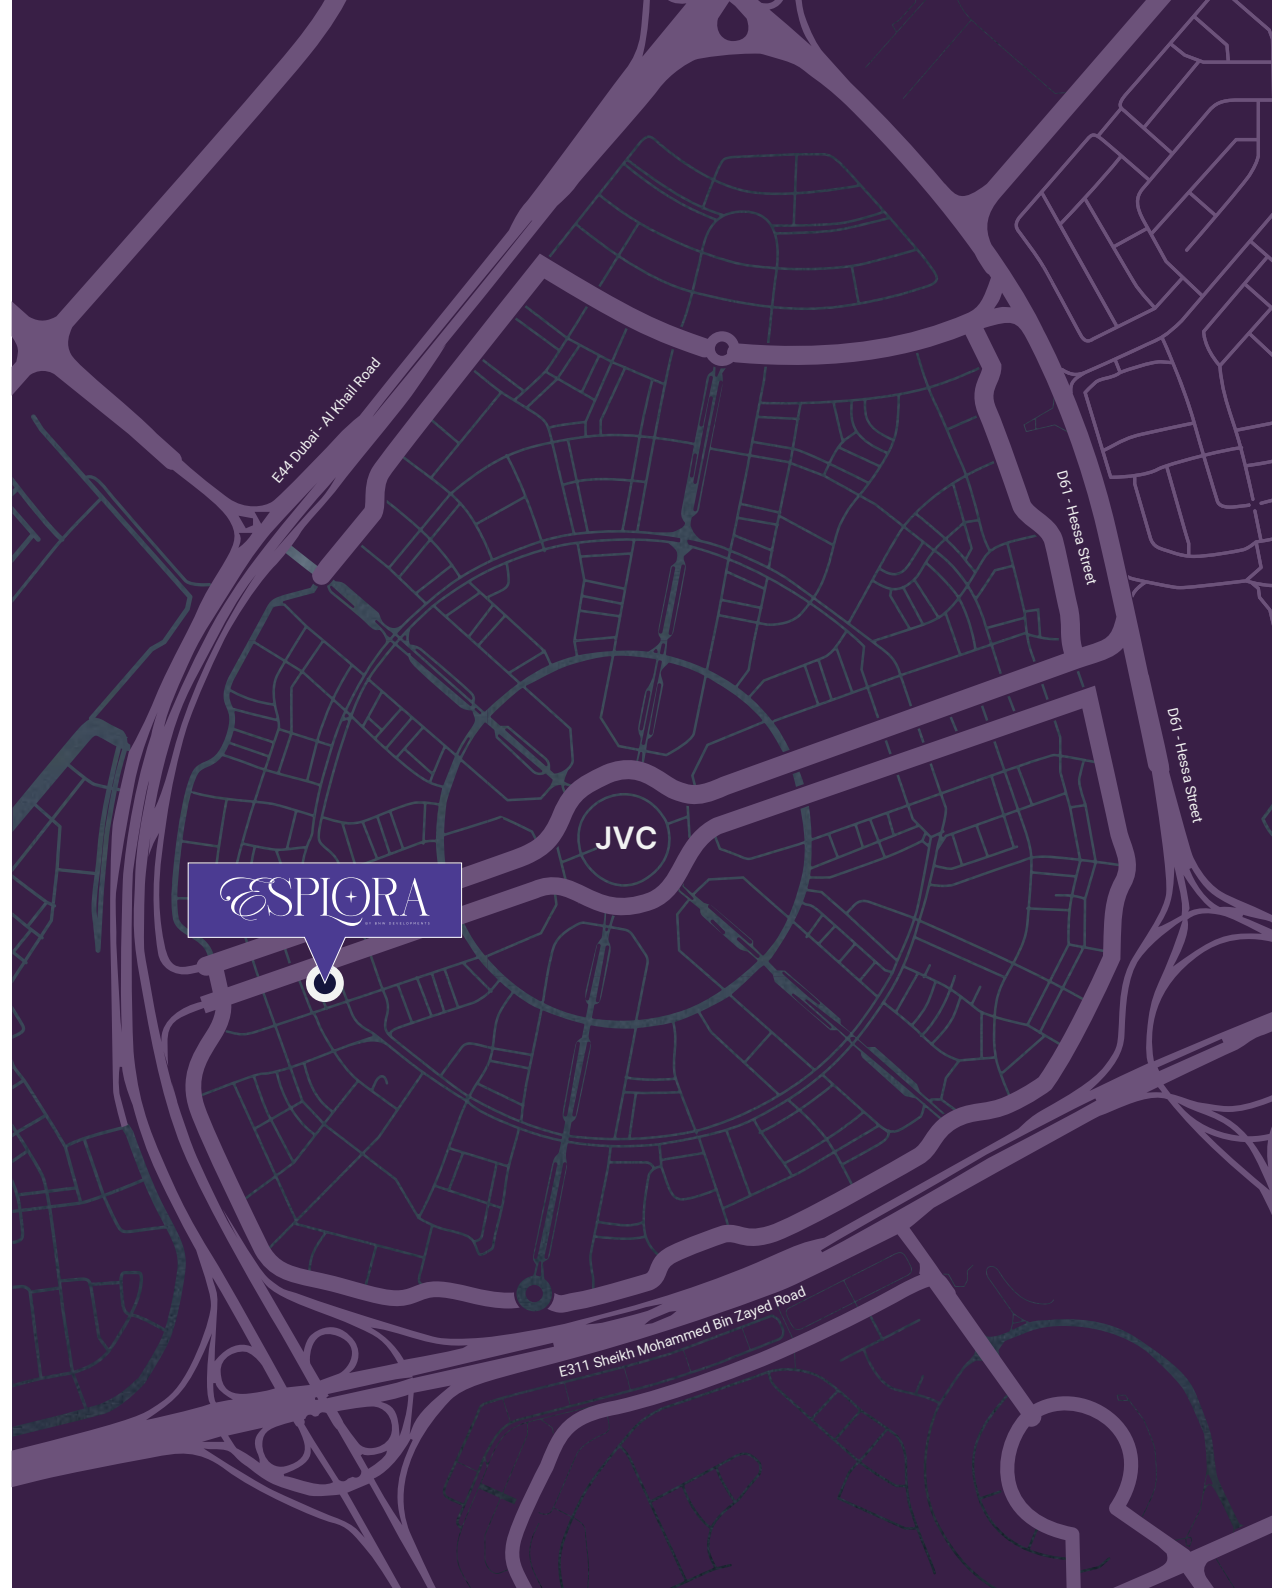 E44 Dubai - Al Khail Road
D61 - Hessa Street
D61 - Hessa Street
JVC
ESPLORA
E311 Sheikh Mohammed Bin Zayed Road